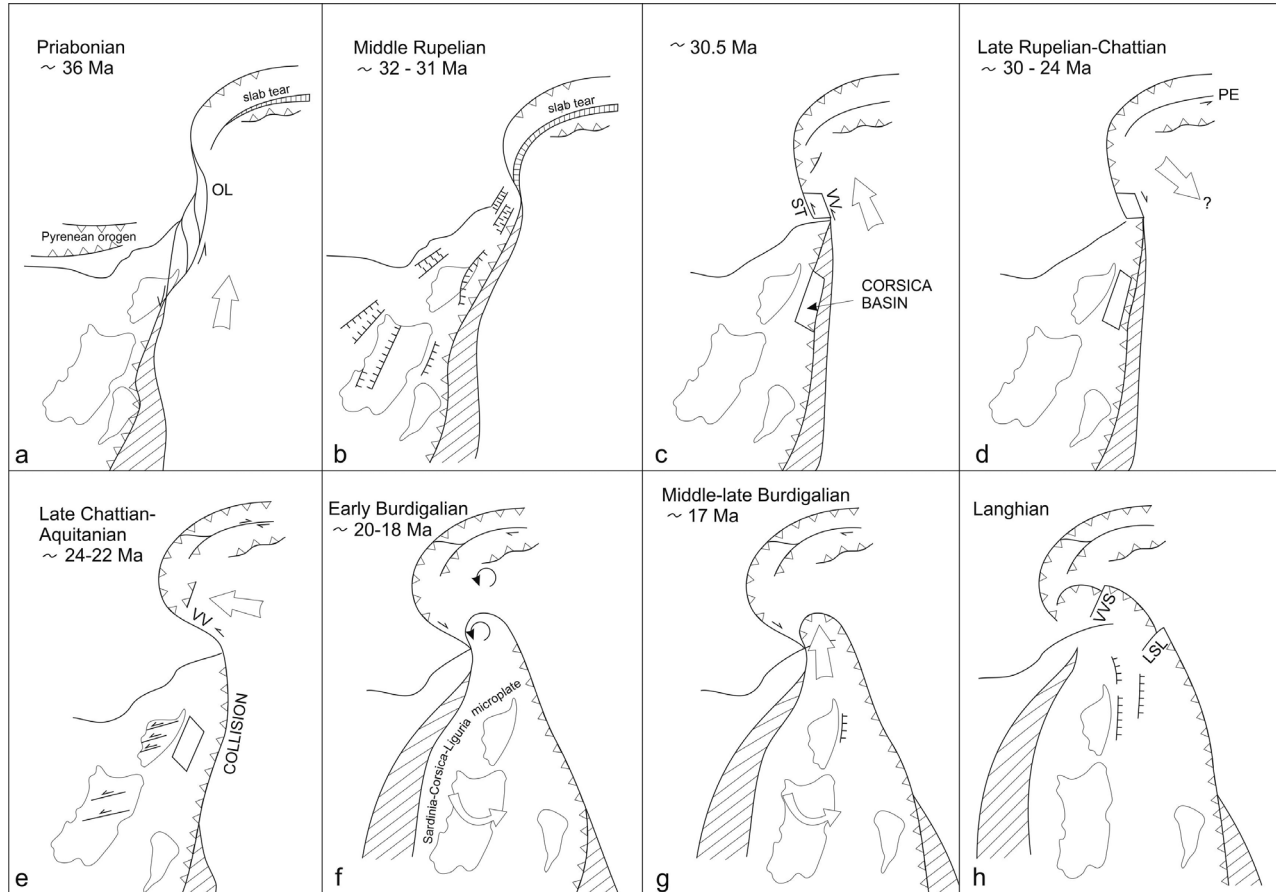 Priabonian
~ 36 Ma
slab tear
OL
Pyrenean orogen
a
Middle Rupelian
~ 32 - 31 Ma
slab tear
b
~ 30.5 Ma
ST
VV
CORSICA
BASIN
c
Late Rupelian-Chattian
~ 30 - 24 Ma
PE
?
d
Late Chattian-
Aquitanian
~ 24-22 Ma
VV
COLLISION
e
Early Burdigalian
~ 20-18 Ma
Sardinia-Corsica-Liguria microplate
f
Middle-late Burdigalian
~ 17 Ma
g
Langhian
VVS
LSL
h